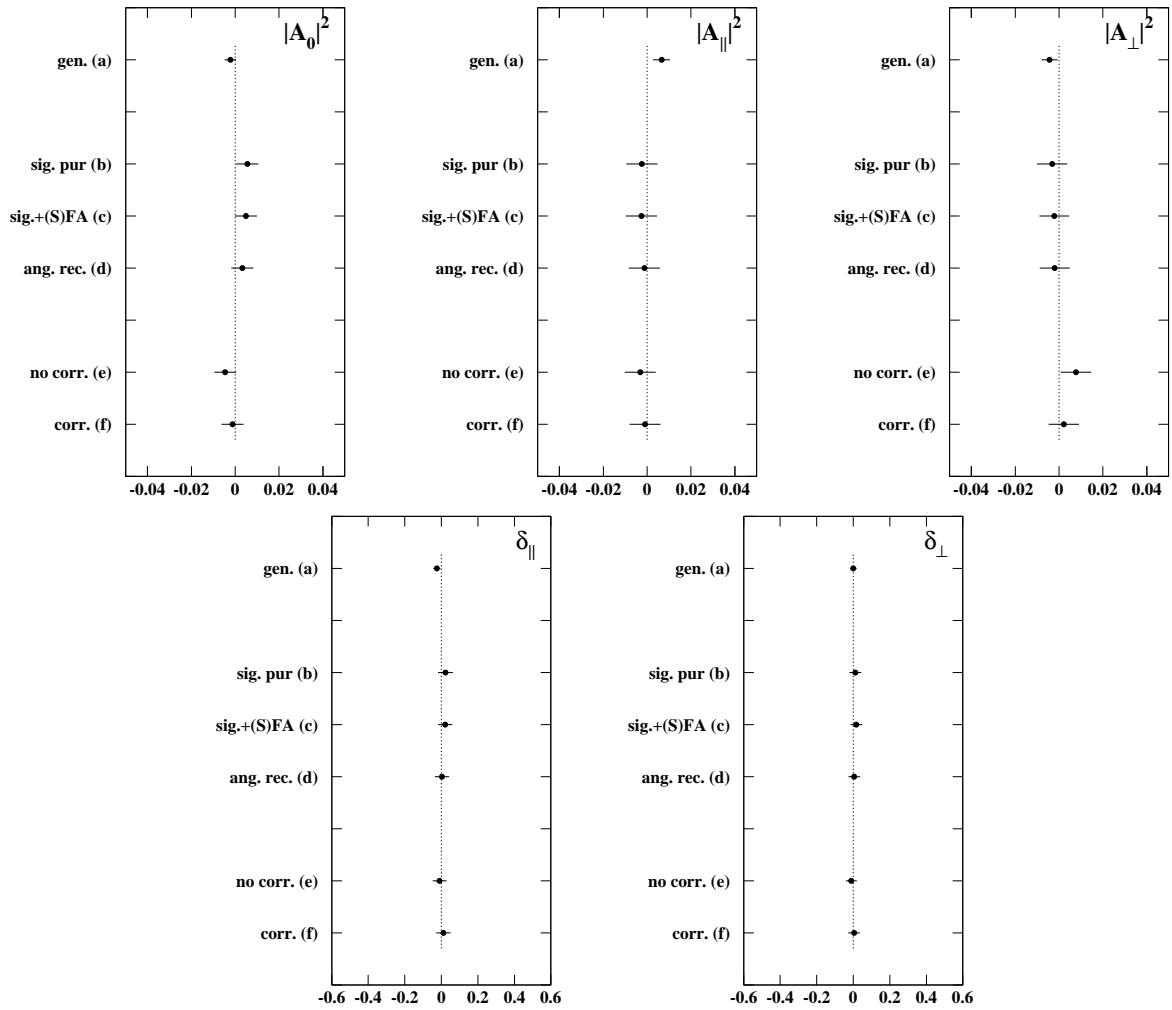 |A₀|²
gen. (a)
sig. pur (b)
sig.+(S)FA (c)
ang. rec. (d)
no corr. (e)
corr. (f)
-0.04 -0.02 0 0.02 0.04
|A∥|²
gen. (a)
sig. pur (b)
sig.+(S)FA (c)
ang. rec. (d)
no corr. (e)
corr. (f)
-0.04 -0.02 0 0.02 0.04
|A⊥|²
gen. (a)
sig. pur (b)
sig.+(S)FA (c)
ang. rec. (d)
no corr. (e)
corr. (f)
-0.04 -0.02 0 0.02 0.04
δ∥
gen. (a)
sig. pur (b)
sig.+(S)FA (c)
ang. rec. (d)
no corr. (e)
corr. (f)
-0.6 -0.4 -0.2 0 0.2 0.4 0.6
δ⊥
gen. (a)
sig. pur (b)
sig.+(S)FA (c)
ang. rec. (d)
no corr. (e)
corr. (f)
-0.6 -0.4 -0.2 0 0.2 0.4 0.6